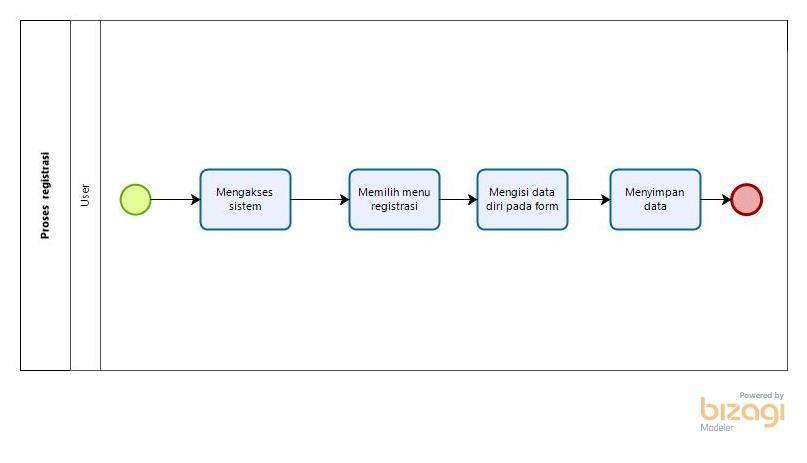 Proses registrasi
User
Mengakses
sistem
Memilih menu
registrasi
Mengisi data
diri pada form
Menyimpan
data
Powered by
bizagi
Modeler